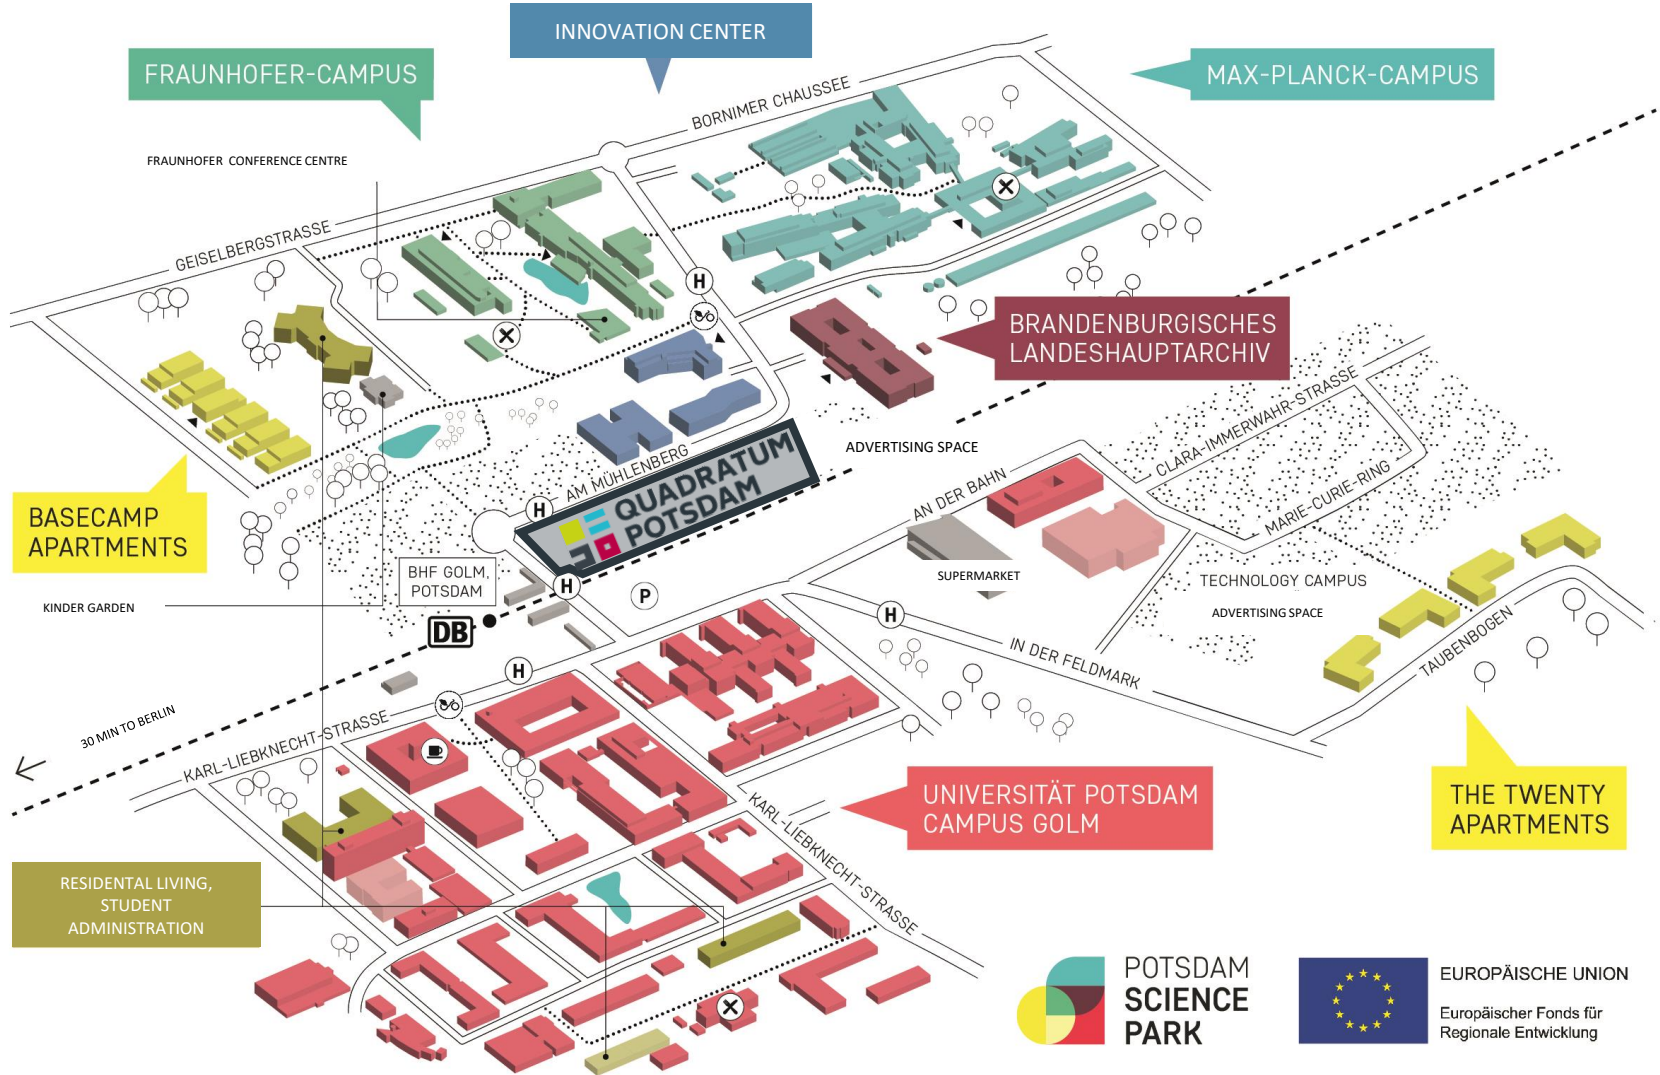 INNOVATION CENTER
FRAUNHOFER-CAMPUS
MAX-PLANCK-CAMPUS
BORNIMER CHAUSSEE
FRAUNHOFER CONFERENCE CENTRE
GEISELBERGSTRASSE
H
BRANDENBURGISCHES
LANDESHAUPTARCHIV
ADVERTISING SPACE
CLARA-IMMERWAHR-STRASSE
AM MÜHLENBERG
QUADRATUM
POTSDAM
H
AN DER BAHN
MARIE-CURIE-RING
BASECAMP
APARTMENTS
BHF GOLM,
POTSDAM
H
P
SUPERMARKET
TECHNOLOGY CAMPUS
ADVERTISING SPACE
KINDER GARDEN
DB
H
IN DER FELDMARK
TAUBENBOGEN
H
30 MIN TO BERLIN
KARL-LIEBKNECHT-STRASSE
UNIVERSITÄT POTSDAM
CAMPUS GOLM
KARL-LIEBKNECHT-STRASSE
THE TWENTY
APARTMENTS
RESIDENTAL LIVING,
STUDENT
ADMINISTRATION
POTSDAM
SCIENCE
PARK
EUROPÄISCHE UNION
Europäischer Fonds für
Regionale Entwicklung